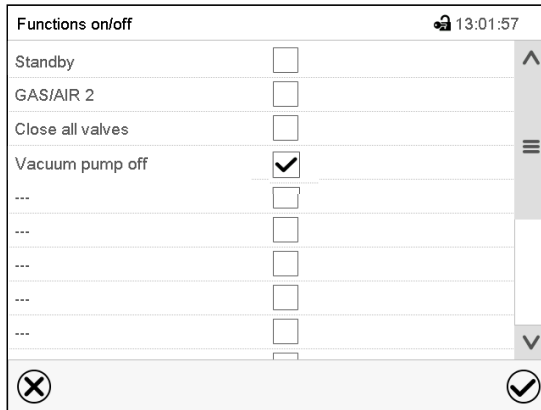 Functions on/off 13:01:57
Standby
GAS/AIR 2
Close all valves
Vacuum pump off
---
---
---
---
---